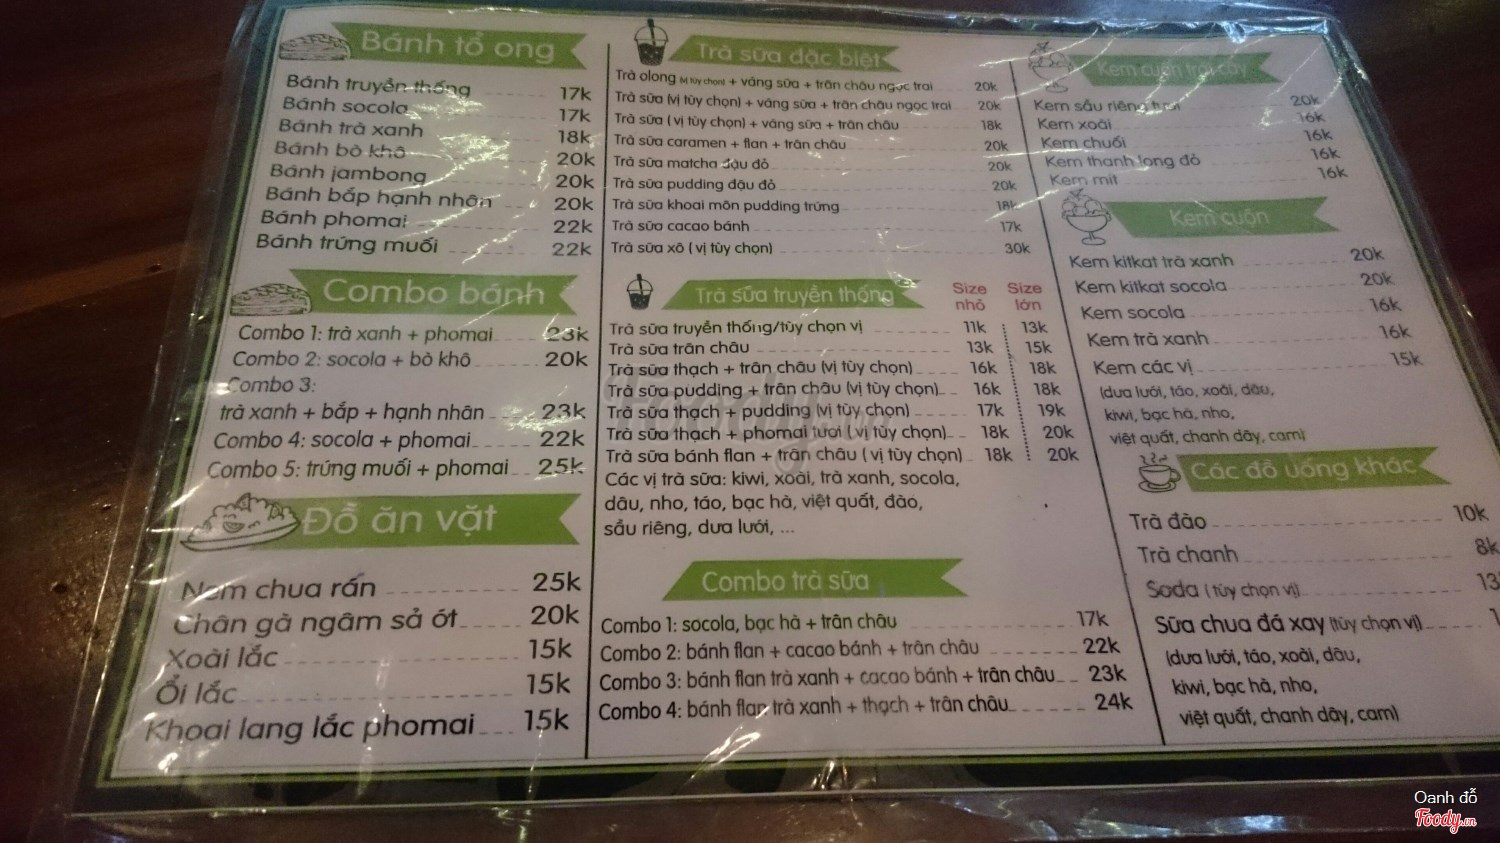 Bánh tổ ong
Bánh truyền thống 17k
Bánh socola 17k
Bánh trà xanh 18k
Bánh bò khô 20k
Bánh jambong 20k
Bánh bắp hạnh nhân 20k
Bánh phomai 22k
Bánh trứng muối 22k
Combo bánh
Combo 1: trà xanh + phomai 23k
Combo 2: socola + bò khô 20k
Combo 3:
trà xanh + bắp + hạnh nhân 23k
Combo 4: socola + phomai 22k
Combo 5: trứng muối + phomai 25k
Đồ ăn vặt
Nem chua rán 25k
Chân gà ngâm sả ớt 20k
Xoài lắc 15k
Ổi lắc 15k
Khoai lang lắc phomai 15k
Trà sữa đặc biệt
Trà olong (vị tùy chọn) + váng sữa + trân châu ngọc trai 20k
Trà sữa (vị tùy chọn) + váng sữa + trân châu ngọc trai 20k
Trà sữa ( vị tùy chọn) + váng sữa + trân châu 18k
Trà sữa caramen + flan + trân châu 20k
Trà sữa matcha đậu đỏ 20k
Trà sữa pudding đậu đỏ 20k
Trà sữa khoai môn pudding trứng 18k
Trà sữa cacao bánh 17k
Trà sữa xô ( vị tùy chọn) 30k
Trà sữa truyền thống Size nhỏ Size lớn
Trà sữa truyền thống/tùy chọn vị 11k 13k
Trà sữa trân châu 13k 15k
Trà sữa thạch + trân châu (vị tùy chọn) 16k 18k
Trà sữa pudding + trân châu (vị tùy chọn) 16k 18k
Trà sữa thạch + pudding (vị tùy chọn) 17k 19k
Trà sữa thạch + phomai tươi ( vị tùy chọn) 18k 20k
Trà sữa bánh flan + trân châu ( vị tùy chọn) 18k 20k
Các vị trà sữa: kiwi, xoài, trà xanh, socola,
dâu, nho, táo, bạc hà, việt quất, đào,
sầu riêng, dưa lưới, ...
Combo trà sữa
Combo 1: socola, bạc hà + trân châu 17k
Combo 2: bánh flan + cacao bánh + trân châu 22k
Combo 3: bánh flan trà xanh + cacao bánh + trân châu 23k
Combo 4: bánh flan trà xanh + thạch + trân châu 24k
Kem cuộn trái cây
Kem sầu riêng tươi 20k
Kem xoài 16k
Kem chuối 16k
Kem thanh long đỏ 16k
Kem mít 16k
Kem cuộn
Kem kitkat trà xanh 20k
Kem kitkat socola 20k
Kem socola 16k
Kem trà xanh 16k
Kem các vị 15k
(dưa lưới, táo, xoài, dâu,
kiwi, bạc hà, nho,
việt quất, chanh dây, cam)
Các đồ uống khác
Trà đào 10k
Trà chanh 8k
Soda ( tùy chọn vị) 13
Sữa chua đá xay (tùy chọn vị)
(dưa lưới, táo, xoài, dâu,
kiwi, bạc hà, nho,
việt quất, chanh dây, cam)
Foody.vn
Oanh đỗ
Foody.vn